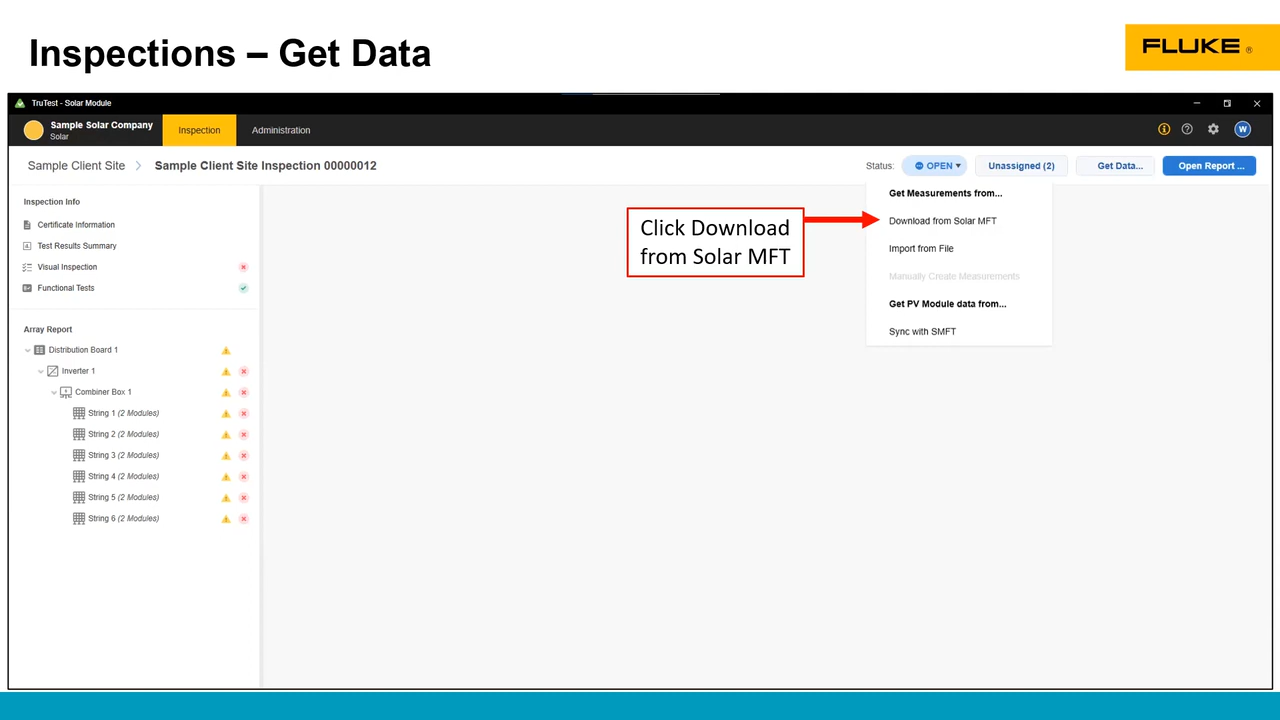 Inspections – Get Data
FLUKE ®
TruTest - Solar Module
Sample Solar Company
Solar
Inspection
Administration
W
Sample Client Site
Sample Client Site Inspection 00000012
Status:
OPEN
Unassigned (2)
Get Data...
Open Report ...
Inspection Info
Certificate Information
Test Results Summary
Visual Inspection
Functional Tests
Array Report
Distribution Board 1
Inverter 1
Combiner Box 1
String 1 (2 Modules)
String 2 (2 Modules)
String 3 (2 Modules)
String 4 (2 Modules)
String 5 (2 Modules)
String 6 (2 Modules)
Click Download
from Solar MFT
Get Measurements from...
Download from Solar MFT
Import from File
Manually Create Measurements
Get PV Module data from...
Sync with SMFT